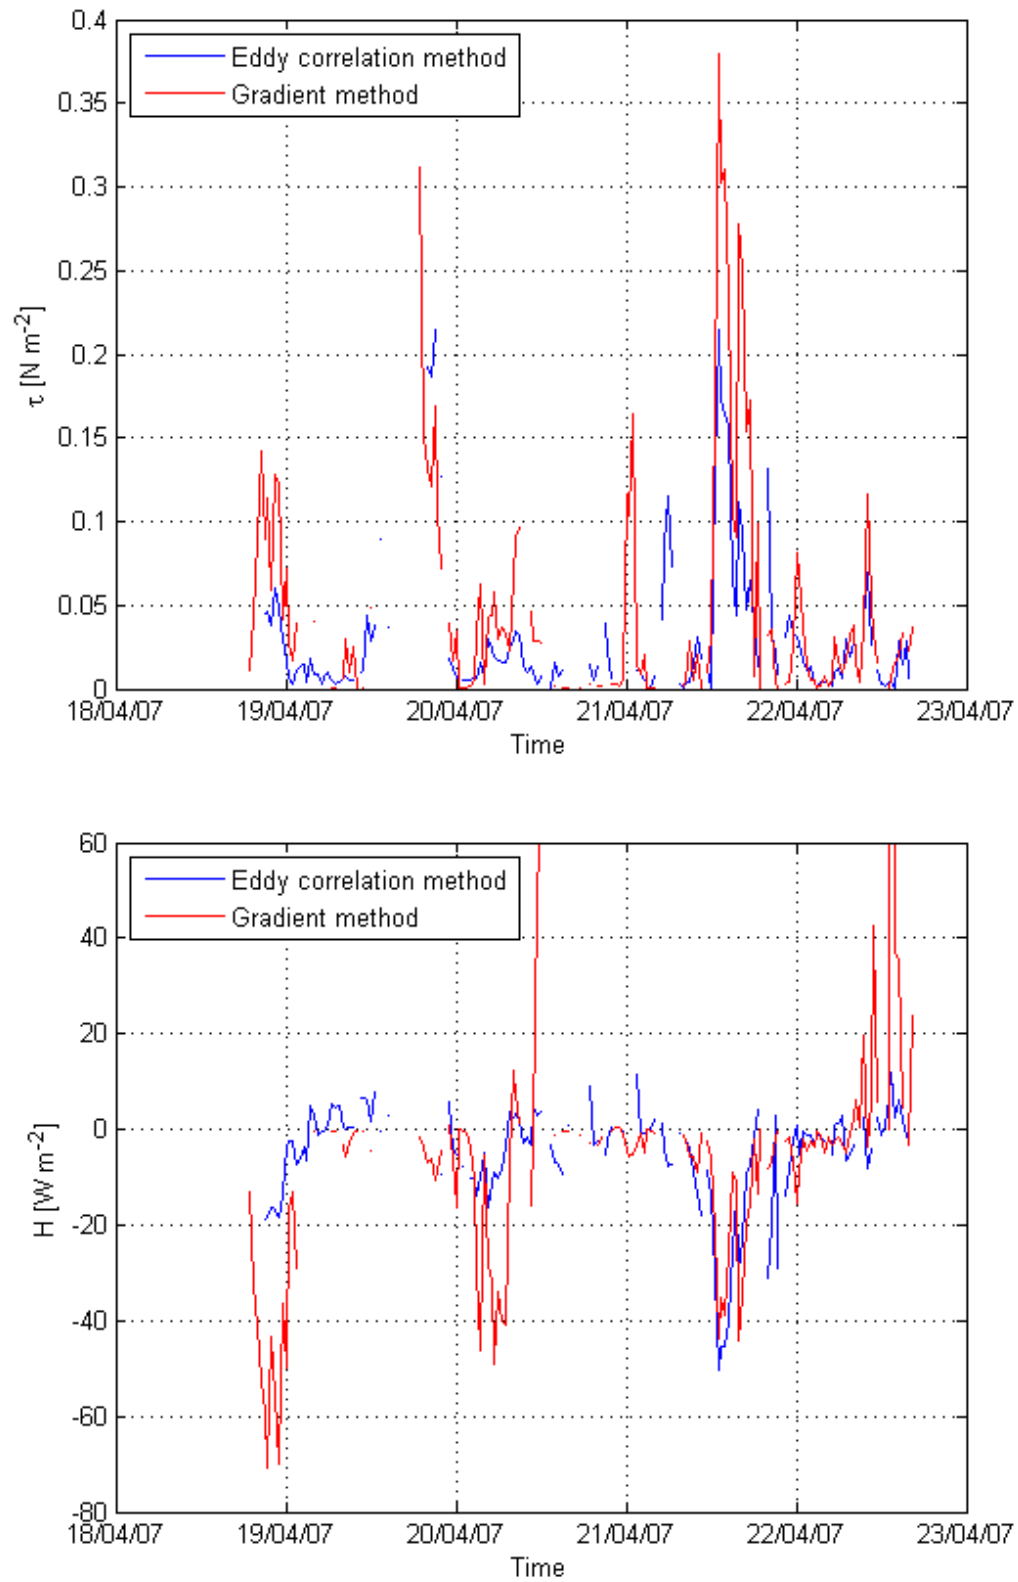 0.4
Eddy correlation method
Gradient method
0.35
0.3
0.25
0.2
0.15
0.1
0.05
0
τ [N m-2]
18/04/07 19/04/07 20/04/07 21/04/07 22/04/07 23/04/07
Time
60
Eddy correlation method
Gradient method
40
20
0
-20
-40
-60
-80
H [W m-2]
18/04/07 19/04/07 20/04/07 21/04/07 22/04/07 23/04/07
Time